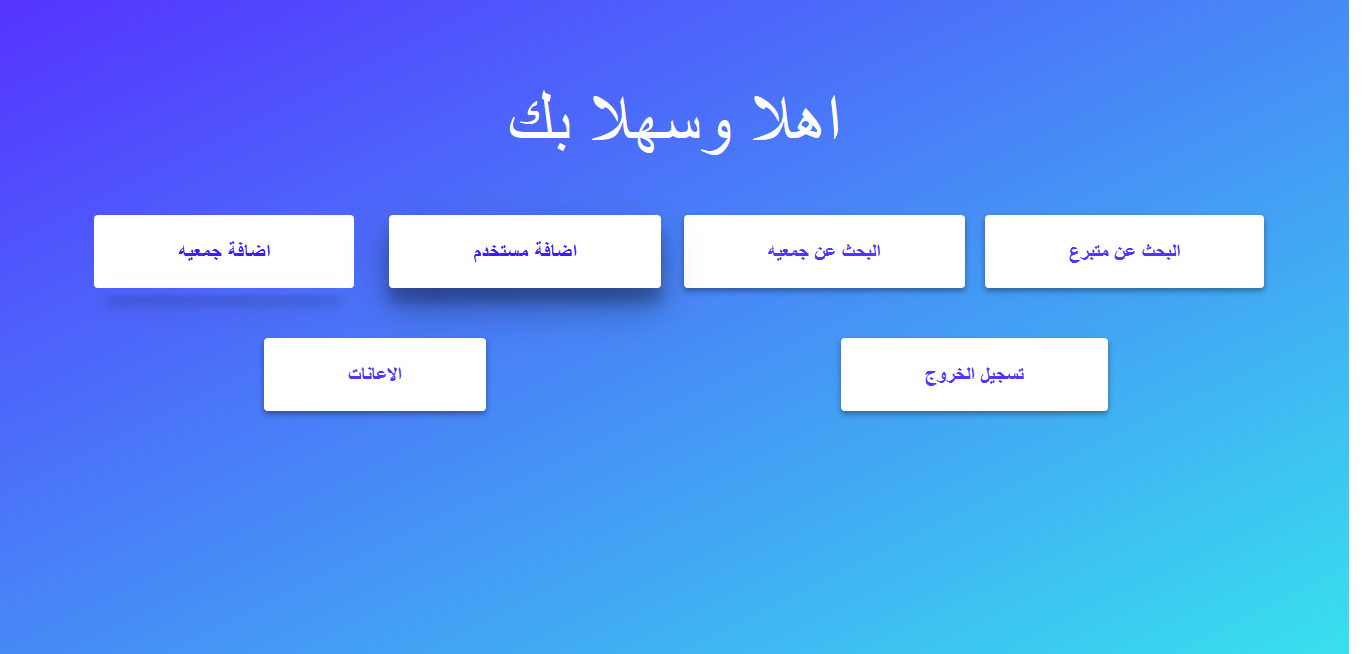 اهلا وسهلا بك
البحث عن متبرع
البحث عن جمعيه
اضافة مستخدم
اضافة جمعيه
تسجيل الخروج
الاعانات